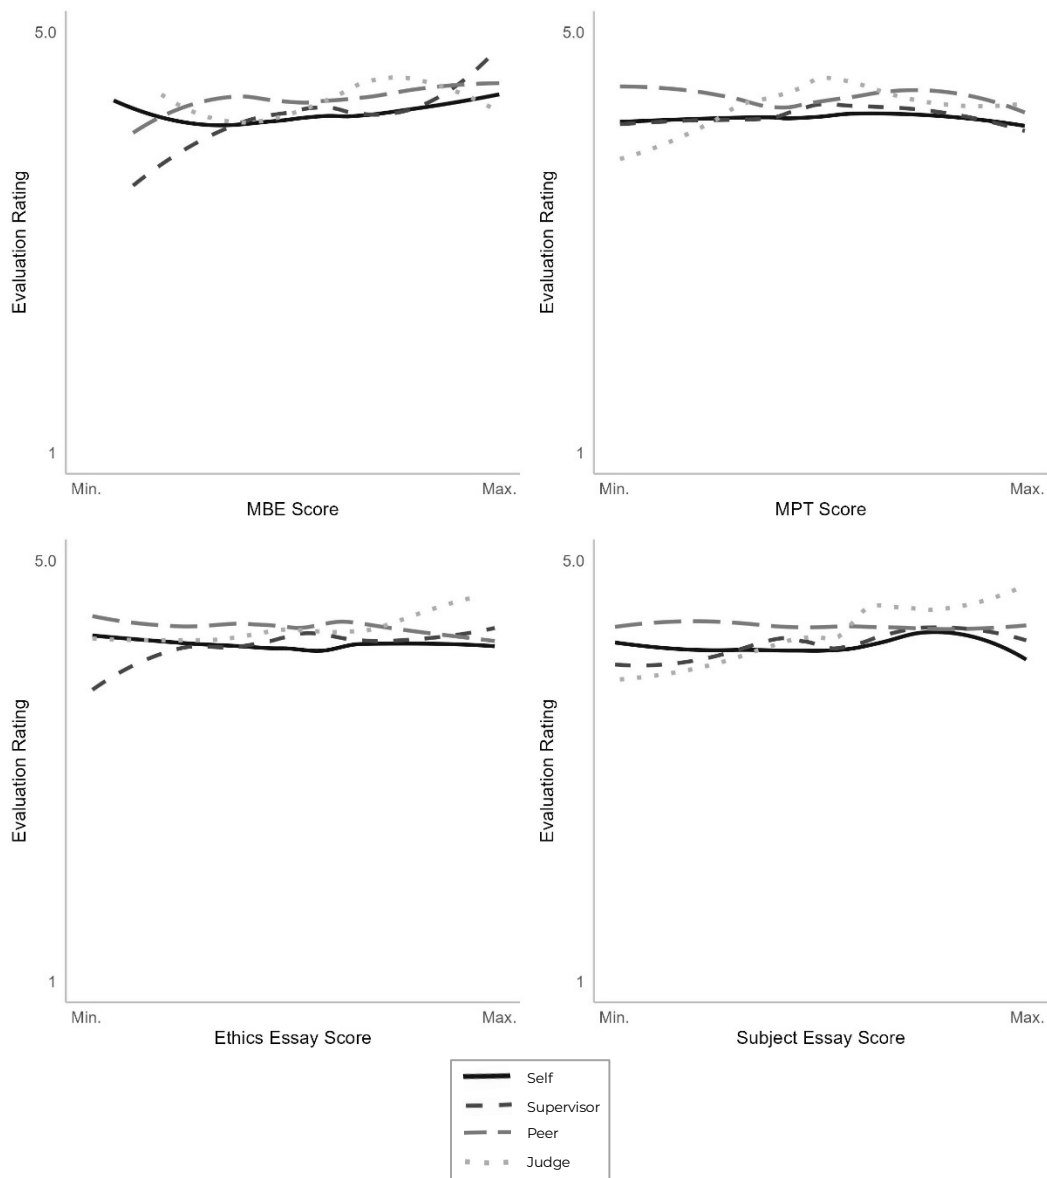 5.0
Evaluation Rating
1
Min.
Max.
MBE Score
5.0
Evaluation Rating
1
Min.
Max.
MPT Score
5.0
Evaluation Rating
1
Min.
Max.
Ethics Essay Score
5.0
Evaluation Rating
1
Min.
Max.
Subject Essay Score
Self
Supervisor
Peer
Judge